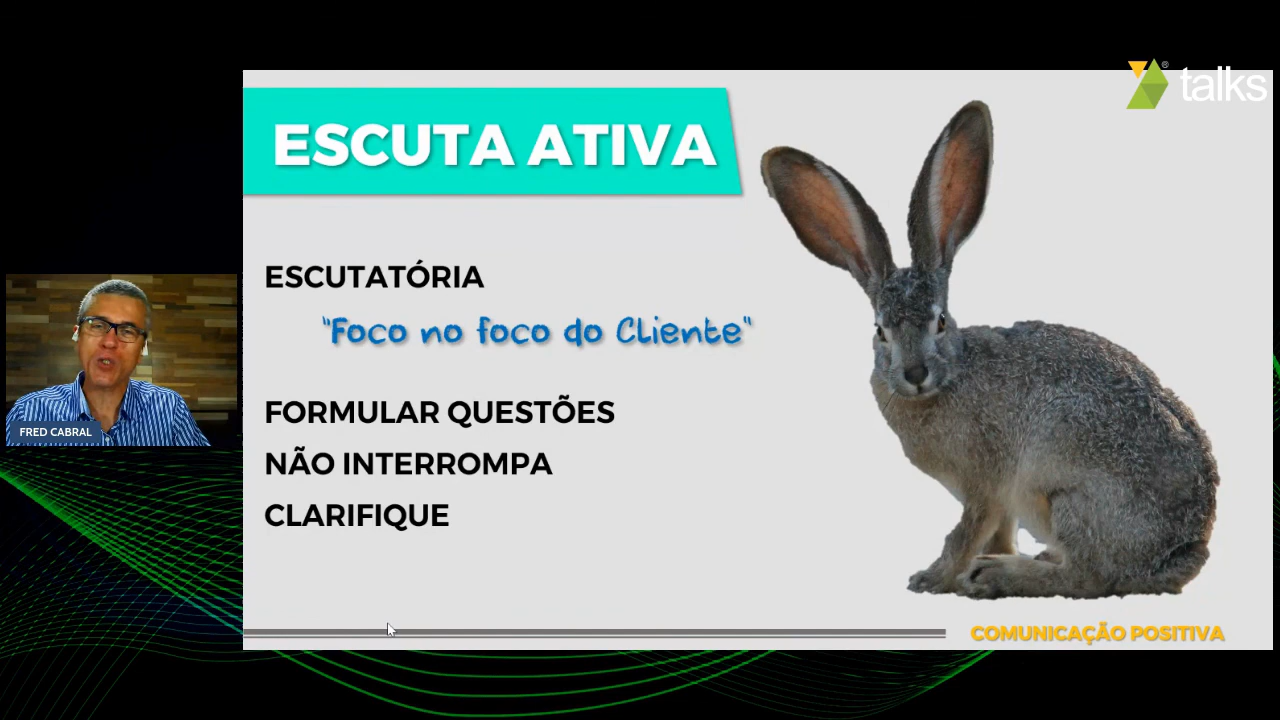 ® talks
ESCUTA ATIVA
ESCUTATÓRIA
"Foco no foco do Cliente"
FORMULAR QUESTÕES
NÃO INTERROMPA
CLARIFIQUE
FRED CABRAL
COMUNICAÇÃO POSITIVA